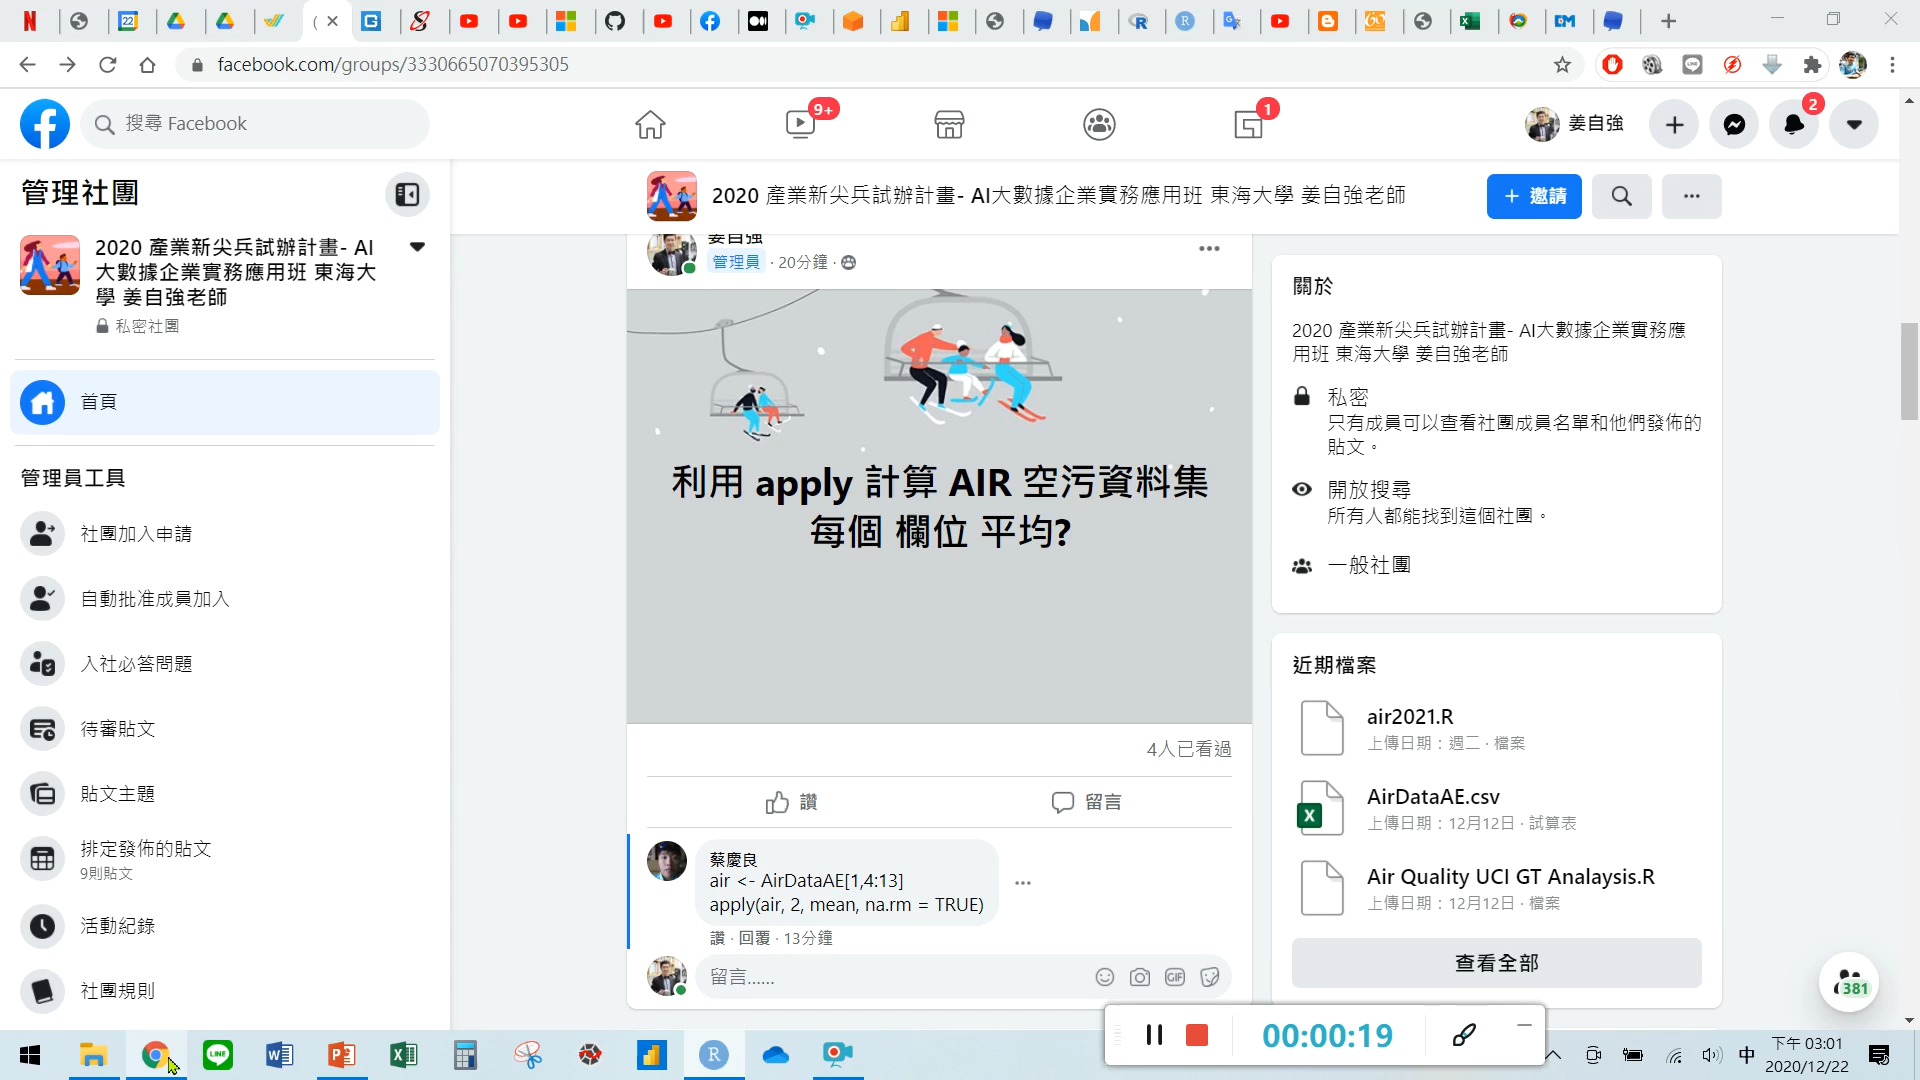 facebook.com/groups/3330665070395305
搜尋 Facebook
9+
1
姜自強
2
管理社團
2020 產業新尖兵試辦計畫- AI大數據企業實務應用班 東海大學 姜自強老師
邀請
2020 產業新尖兵試辦計畫- AI
大數據企業實務應用班 東海大
學 姜自強老師
私密社團
首頁
管理員工具
社團加入申請
自動批准成員加入
入社必答問題
待審貼文
貼文主題
排定發佈的貼文
9則貼文
活動紀錄
社團規則
姜自強
管理員 · 20分鐘 ·
利用 apply 計算 AIR 空污資料集
每個 欄位 平均?
4人已看過
讚
留言
蔡慶良
air <- AirDataAE[1,4:13]
apply(air, 2, mean, na.rm = TRUE)
讚 · 回覆 · 13分鐘
留言......
GIF
關於
2020 產業新尖兵試辦計畫- AI大數據企業實務應
用班 東海大學 姜自強老師
私密
只有成員可以查看社團成員名單和他們發佈的
貼文。
開放搜尋
所有人都能找到這個社團。
一般社團
近期檔案
air2021.R
上傳日期：週二 · 檔案
AirDataAE.csv
上傳日期：12月12日 · 試算表
Air Quality UCI GT Analaysis.R
上傳日期：12月12日 · 檔案
查看全部
381
00:00:19
中
下午 03:01
2020/12/22